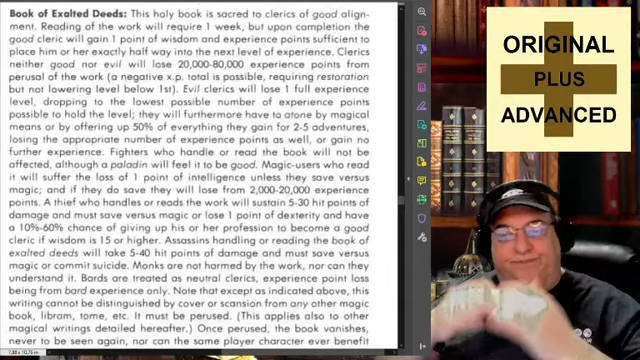 Book of Exalted Deeds: This holy book is sacred to clerics of good align-
ment. Reading of the work will require 1 week, but upon completion the
good cleric will gain 1 point of wisdom and experience points sufficient to
place him or her exactly half way into the next level of experience. Clerics
neither good nor evil will lose 20,000-80,000 experience points from
perusal of the work (a negative x.p. total is possible, requiring restoration
but not lowering level below 1st). Evil clerics will lose 1 full experience
level, dropping to the lowest possible number of experience points
possible to hold the level; they will furthermore have to atone by magical
means or by offering up 50% of everything they gain for 2-5 adventures,
losing the appropriate number of experience points as well, or gain no
further experience. Fighters who handle or read the book will not be
affected, although a paladin will feel it to be good. Magic-users who read
it will suffer the loss of 1 point of intelligence unless they save versus
magic; and if they do save they will lose from 2,000-20,000 experience
points. A thief who handles or reads the work will sustain 5-30 hit points of
damage and must save versus magic or lose 1 point of dexterity and have
a 10%-60% chance of giving up his or her profession to become a good
cleric if wisdom is 15 or higher. Assassins handling or reading the book of
exalted deeds will take 5-40 hit points of damage and must save versus
magic or commit suicide. Monks are not harmed by the work, nor can they
understand it. Bards are treated as neutral clerics, experience point loss
being from bard experience only. Note that except as indicated above, this
writing cannot be distinguished by cover or scansion from any other magic
book, libram, tome, etc. It must be perused. (This applies also to other
magical writings detailed hereafter.) Once perused, the book vanishes,
never to be seen again, nor can the same player character ever benefit
7.88 x 10.75 in
ORIGINAL
PLUS
ADVANCED